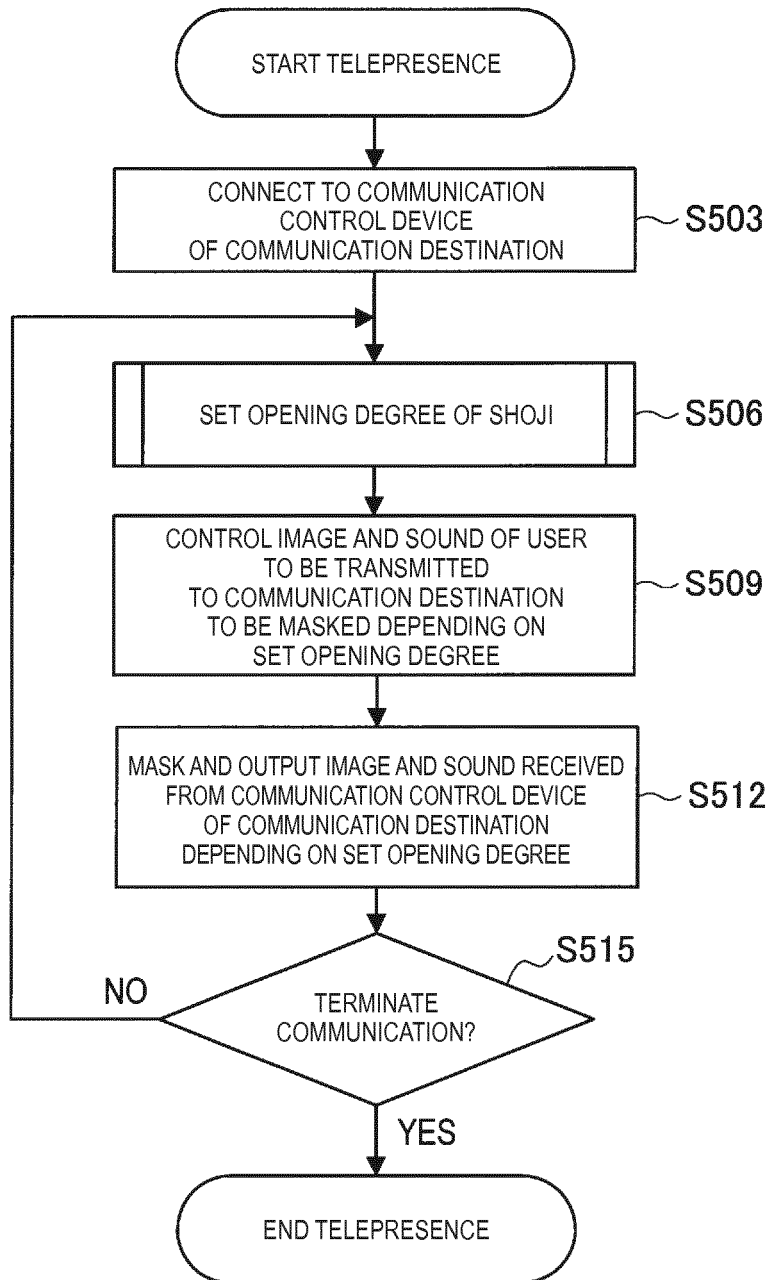 START TELEPRESENCE
CONNECT TO COMMUNICATION
CONTROL DEVICE
OF COMMUNICATION DESTINATION
S503
SET OPENING DEGREE OF SHOJI
S506
CONTROL IMAGE AND SOUND OF USER
TO BE TRANSMITTED
TO COMMUNICATION DESTINATION
TO BE MASKED DEPENDING ON
SET OPENING DEGREE
S509
MASK AND OUTPUT IMAGE AND SOUND RECEIVED
FROM COMMUNICATION CONTROL DEVICE
OF COMMUNICATION DESTINATION
DEPENDING ON SET OPENING DEGREE
S512
S515
NO
TERMINATE
COMMUNICATION?
YES
END TELEPRESENCE